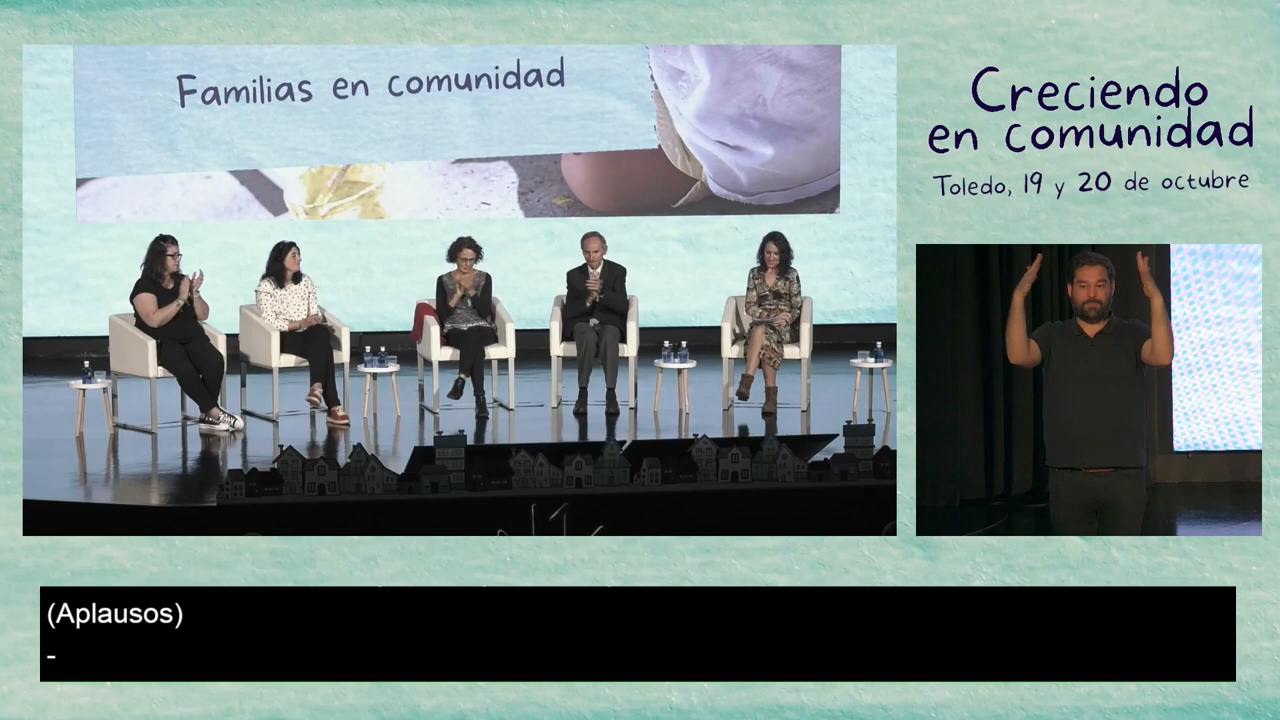 Familias en comunidad
Creciendo
en comunidad
Toledo, 19 y 20 de octubre
(Aplausos)
-